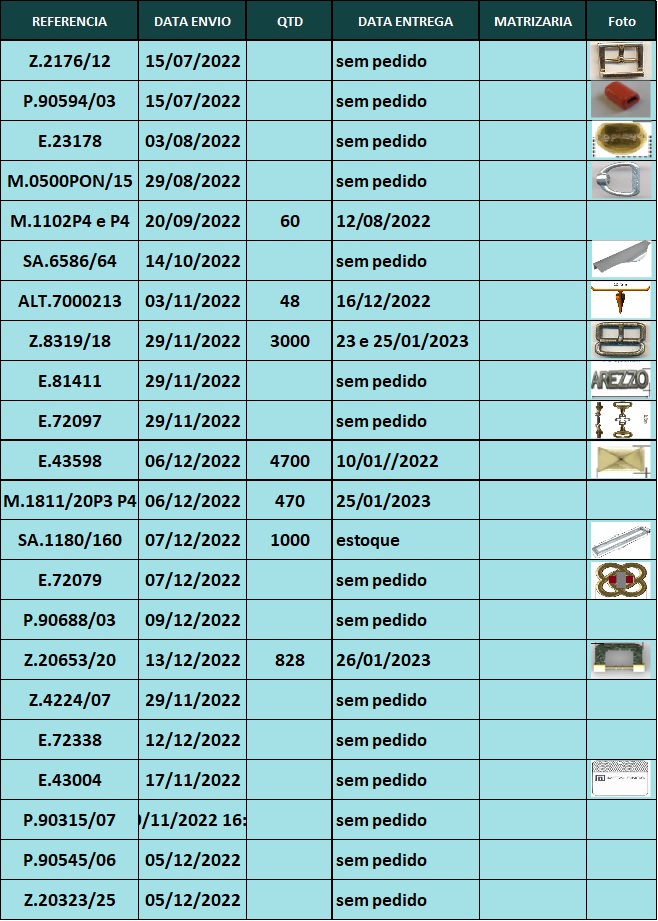 REFERENCIA DATA ENVIO QTD DATA ENTREGA MATRIZARIA Foto
Z.2176/12 15/07/2022 sem pedido
P.90594/03 15/07/2022 sem pedido
E.23178 03/08/2022 sem pedido
M.0500PON/15 29/08/2022 sem pedido
M.1102P4 e P4 20/09/2022 60 12/08/2022
SA.6586/64 14/10/2022 sem pedido
ALT.7000213 03/11/2022 48 16/12/2022
Z.8319/18 29/11/2022 3000 23 e 25/01/2023
E.81411 29/11/2022 sem pedido AREZZO
E.72097 29/11/2022 sem pedido
E.43598 06/12/2022 4700 10/01//2022
M.1811/20P3 P4 06/12/2022 470 25/01/2023
SA.1180/160 07/12/2022 1000 estoque
E.72079 07/12/2022 sem pedido
P.90688/03 09/12/2022 sem pedido
Z.20653/20 13/12/2022 828 26/01/2023
Z.4224/07 29/11/2022 sem pedido
E.72338 12/12/2022 sem pedido
E.43004 17/11/2022 sem pedido
P.90315/07 /11/2022 16: sem pedido
P.90545/06 05/12/2022 sem pedido
Z.20323/25 05/12/2022 sem pedido